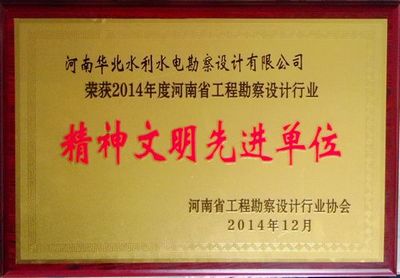 河南华北水利水电勘察设计有限公司
荣获2014年度河南省工程勘察设计行业
精神文明先进单位
河南省工程勘察设计行业协会
2014年12月